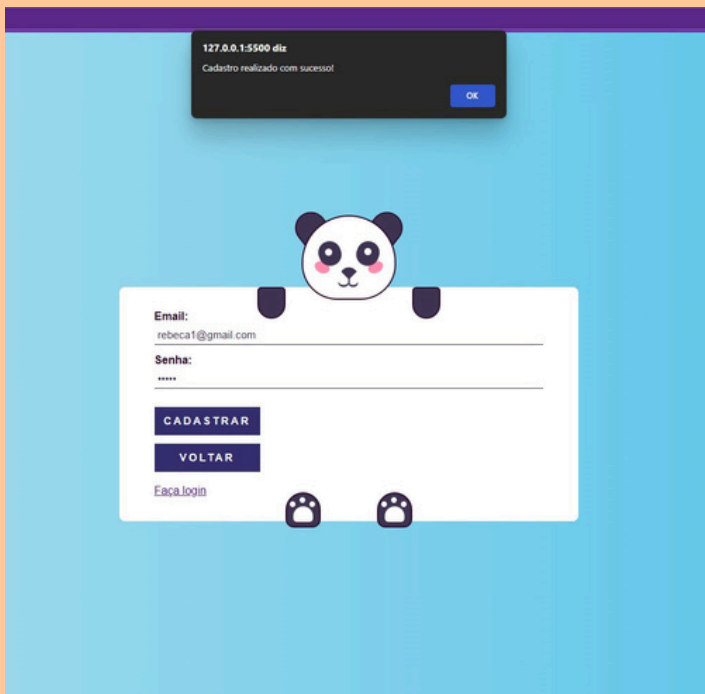 127.0.0.1:5500 diz
Cadastro realizado com sucesso!
OK
Email:
rebeca1@gmail.com
Senha:
•••••
CADASTRAR
VOLTAR
Faça login